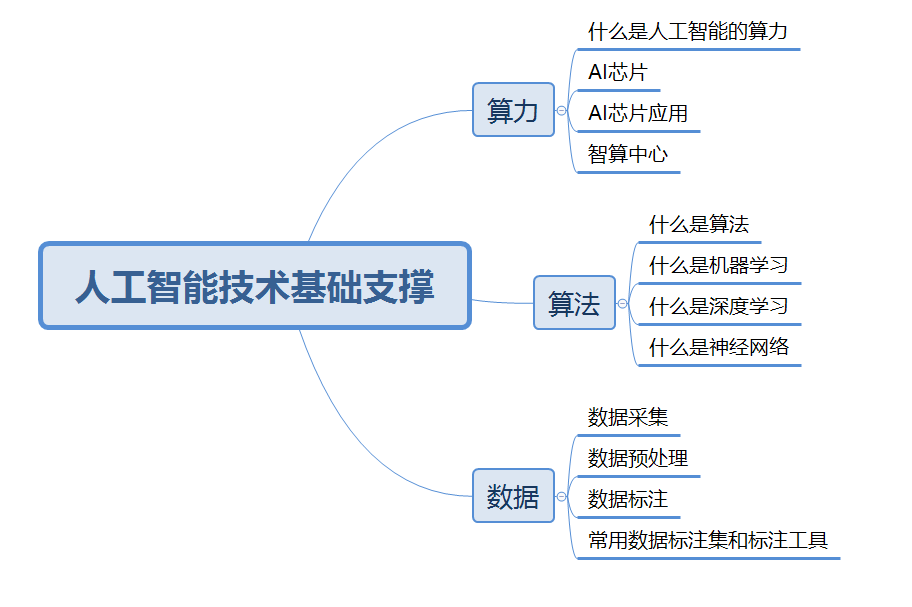 人工智能技术基础支撑
算力
什么是人工智能的算力
AI芯片
AI芯片应用
智算中心
算法
什么是算法
什么是机器学习
什么是深度学习
什么是神经网络
数据
数据采集
数据预处理
数据标注
常用数据标注集和标注工具